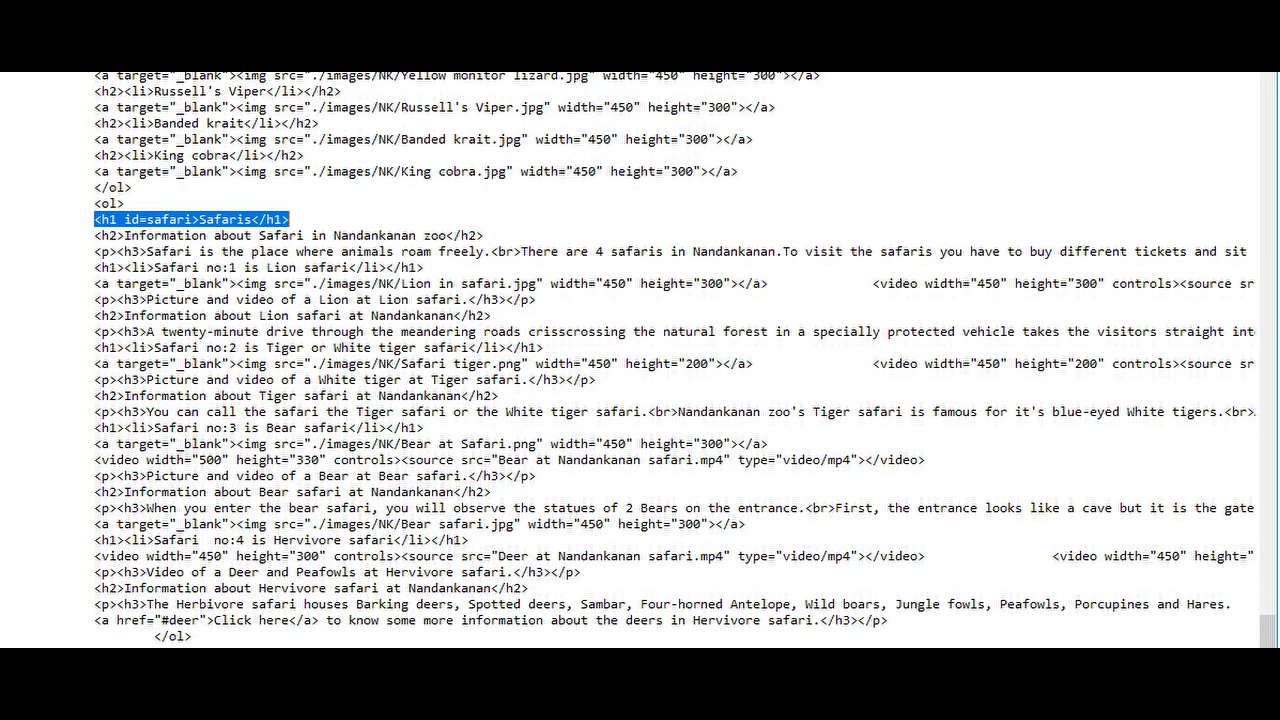 <a target="_blank"><img src="./images/NK/Yellow monitor lizard.jpg" width="450" height="300"></a>
<h2><li>Russell's Viper</li></h2>
<a target="_blank"><img src="./images/NK/Russell's Viper.jpg" width="450" height="300"></a>
<h2><li>Banded krait</li></h2>
<a target="_blank"><img src="./images/NK/Banded krait.jpg" width="450" height="300"></a>
<h2><li>King cobra</li></h2>
<a target="_blank"><img src="./images/NK/King cobra.jpg" width="450" height="300"></a>
</ol>
<ol>
<h1 id=safari>Safaris</h1>
<h2>Information about Safari in Nandankanan zoo</h2>
<p><h3>Safari is the place where animals roam freely.<br>There are 4 safaris in Nandankanan.To visit the safaris you have to buy different tickets and sit
<h1><li>Safari no:1 is Lion safari</li></h1>
<a target="_blank"><img src="./images/NK/Lion in safari.jpg" width="450" height="300"></a> <video width="450" height="300" controls><source sr
<p><h3>Picture and video of a Lion at Lion safari.</h3></p>
<h2>Information about Lion safari at Nandankanan</h2>
<p><h3>A twenty-minute drive through the meandering roads crisscrossing the natural forest in a specially protected vehicle takes the visitors straight int
<h1><li>Safari no:2 is Tiger or White tiger safari</li></h1>
<a target="_blank"><img src="./images/NK/Safari tiger.png" width="450" height="200"></a> <video width="450" height="200" controls><source sr
<p><h3>Picture and video of a White tiger at Tiger safari.</h3></p>
<h2>Information about Tiger safari at Nandankanan</h2>
<p><h3>You can call the safari the Tiger safari or the White tiger safari.<br>Nandankanan zoo's Tiger safari is famous for it's blue-eyed White tigers.<br>
<h1><li>Safari no:3 is Bear safari</li></h1>
<a target="_blank"><img src="./images/NK/Bear at Safari.png" width="450" height="300"></a>
<video width="500" height="330" controls><source src="Bear at Nandankanan safari.mp4" type="video/mp4"></video>
<p><h3>Picture and video of a Bear at Bear safari.</h3></p>
<h2>Information about Bear safari at Nandankanan</h2>
<p><h3>When you enter the bear safari, you will observe the statues of 2 Bears on the entrance.<br>First, the entrance looks like a cave but it is the gate
<a target="_blank"><img src="./images/NK/Bear safari.jpg" width="450" height="300"></a>
<h1><li>Safari  no:4 is Hervivore safari</li></h1>
<video width="450" height="300" controls><source src="Deer at Nandankanan safari.mp4" type="video/mp4"></video> <video width="450" height="
<p><h3>Video of a Deer and Peafowls at Hervivore safari.</h3></p>
<h2>Information about Hervivore safari at Nandankanan</h2>
<p><h3>The Herbivore safari houses Barking deers, Spotted deers, Sambar, Four-horned Antelope, Wild boars, Jungle fowls, Peafowls, Porcupines and Hares.
<a href="#deer">Click here</a> to know some more information about the deers in Hervivore safari.</h3></p>
</ol>